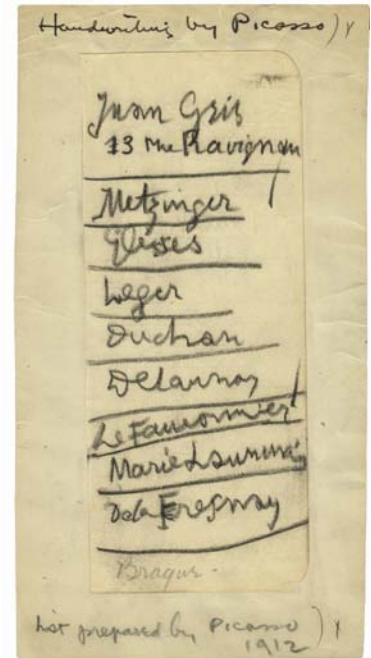 Handwriting by Picasso)
Juan Gris
13 rue Ravignan
Metzinger
Gleises
Leger
Duchan
Delaunay
Le Fauconnier
Marie Laurencin
De la Fresnay
Braque -
List prepared by Picasso)
1912